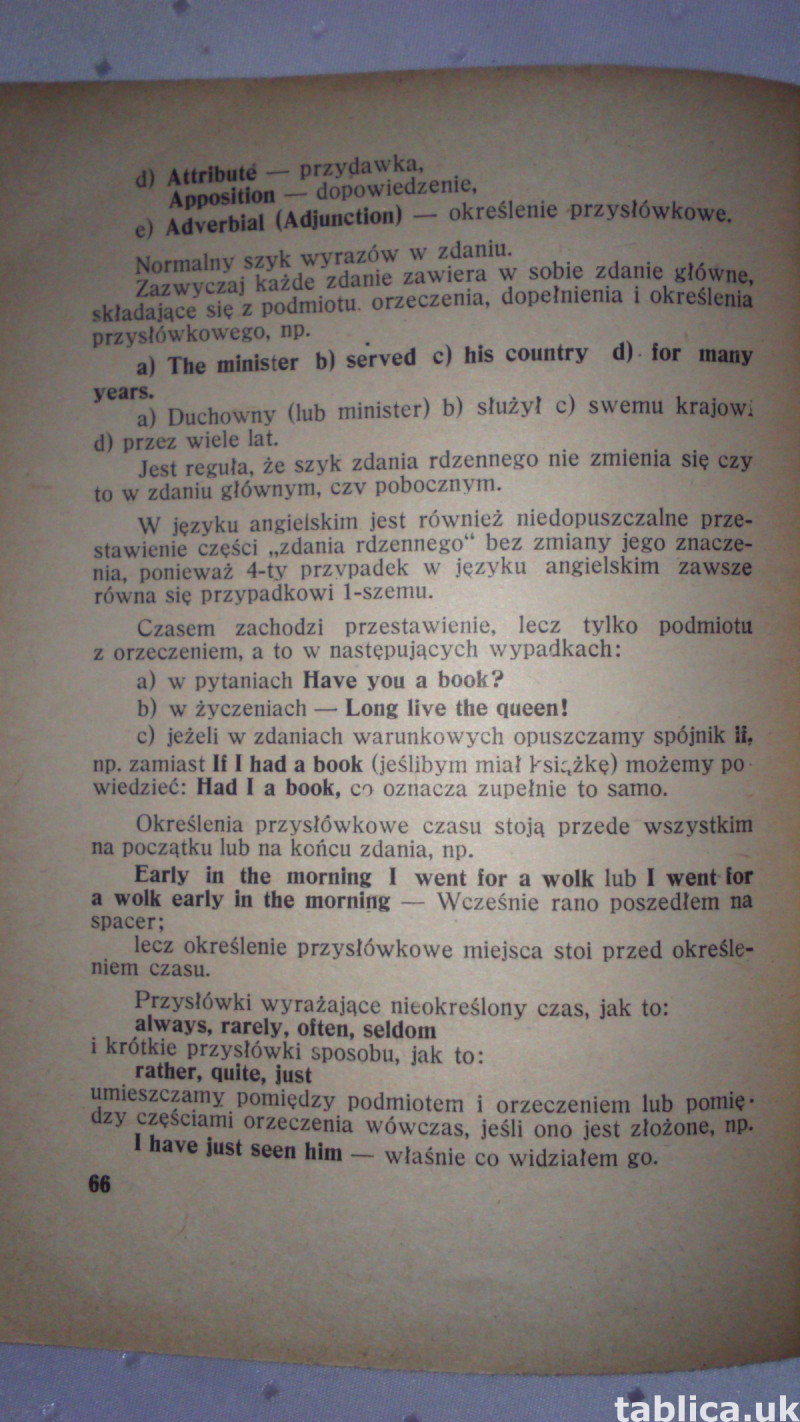 d) Attribute — przydawka,
Apposition — dopowiedzenie,
e) Adverbial (Adjunction) — określenie przysłówkowe.
Normalny szyk wyrazów w zdaniu.
Zazwyczaj każde zdanie zawiera w sobie zdanie główne,
składające się z podmiotu. orzeczenia, dopełnienia i określenia
przysłówkowego, np.
a) The minister b) served c) his country d) for many
years.
a) Duchowny (lub minister) b) służył c) swemu krajowi
d) przez wiele lat.
Jest reguła, że szyk zdania rdzennego nie zmienia się czy
to w zdaniu głównym, czy pobocznym.
W języku angielskim jest również niedopuszczalne prze-
stawienie części „zdania rdzennego“ bez zmiany jego znacze-
nia, ponieważ 4-ty przypadek w języku angielskim zawsze
równa się przypadkowi 1-szemu.
Czasem zachodzi przestawienie, lecz tylko podmiotu
z orzeczeniem, a to w następujących wypadkach:
a) w pytaniach Have you a book?
b) w życzeniach — Long live the queen!
c) jeżeli w zdaniach warunkowych opuszczamy spójnik if,
np. zamiast If I had a book (jeślibym miał książkę) możemy po-
wiedzieć: Had I a book, co oznacza zupełnie to samo.
Określenia przysłówkowe czasu stoją przede wszystkim
na początku lub na końcu zdania, np.
Early in the morning I went for a wolk lub I went for
a wolk early in the morning — Wcześnie rano poszedłem na
spacer;
lecz określenie przysłówkowe miejsca stoi przed określe-
niem czasu.
Przysłówki wyrażające nieokreślony czas, jak to:
always, rarely, often, seldom
i krótkie przysłówki sposobu, jak to:
rather, quite, just
umieszczamy pomiędzy podmiotem i orzeczeniem lub pomię-
dzy częściami orzeczenia wówczas, jeśli ono jest złożone, np.
I have just seen him — właśnie co widziałem go.
66
tablica.uk